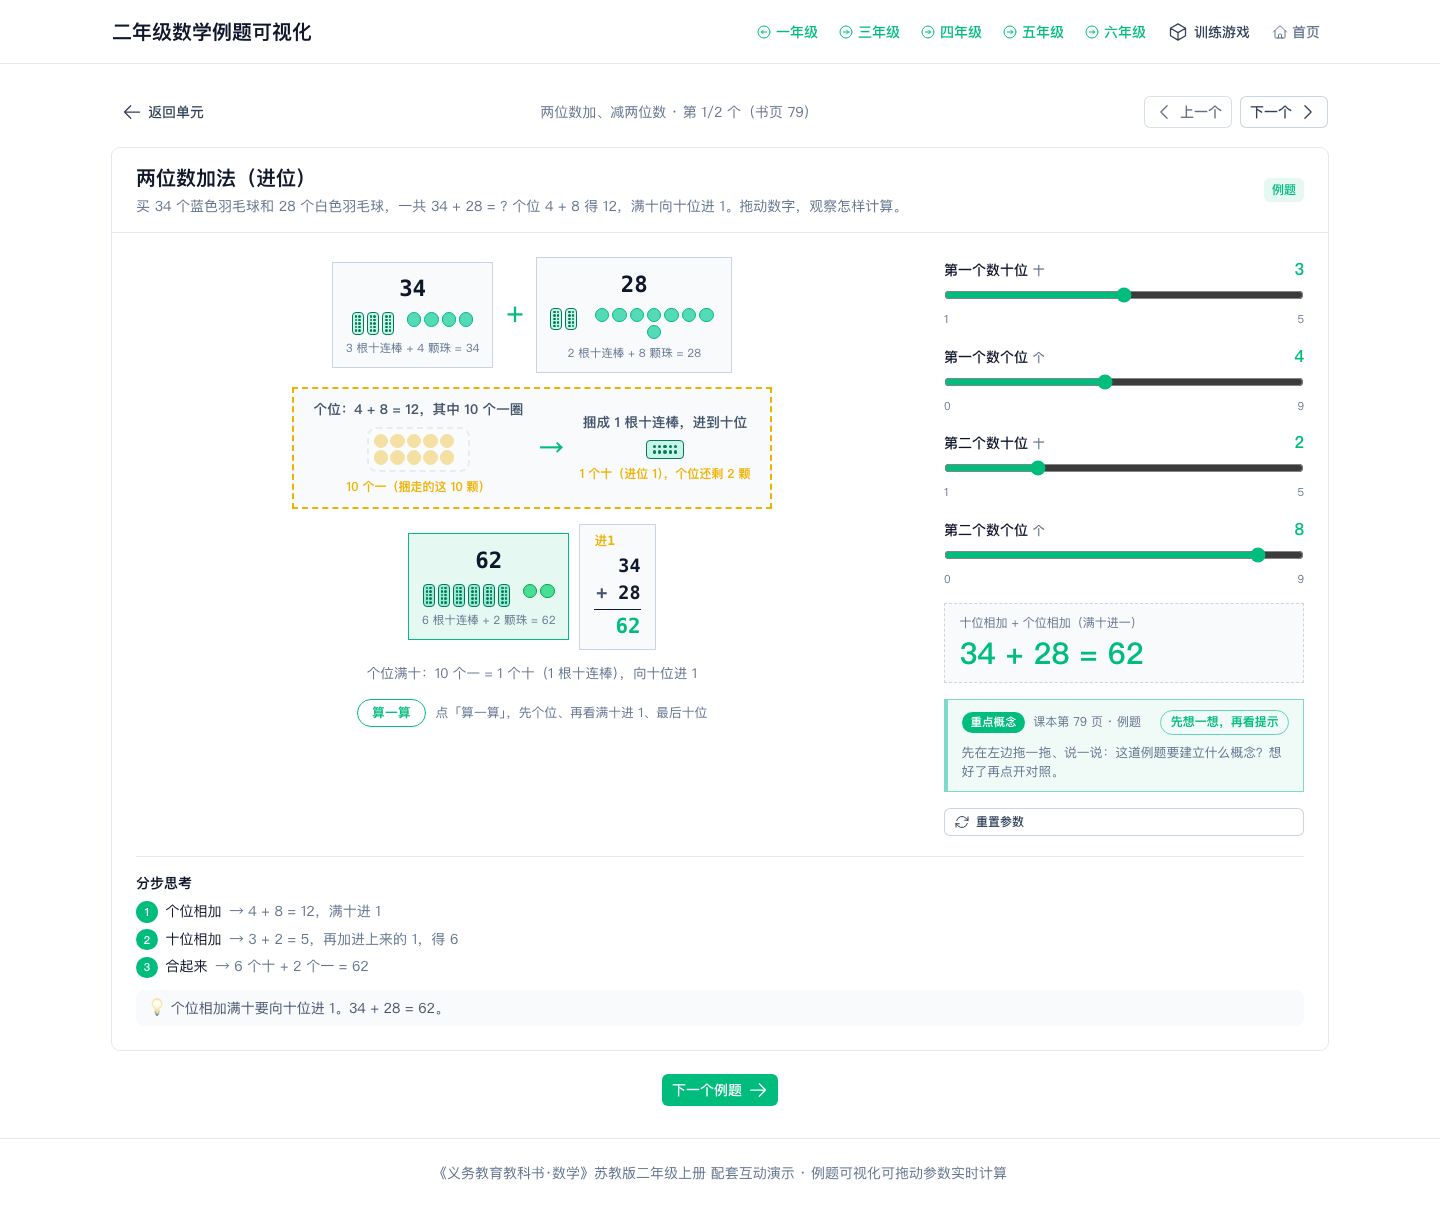 二年级数学例题可视化
一年级
三年级
四年级
五年级
六年级
训练游戏
首页
返回单元
两位数加、减两位数 · 第 1/2 个（书页 79）
上一个
下一个
两位数加法（进位）
买 34 个蓝色羽毛球和 28 个白色羽毛球，一共 34 + 28 = ？个位 4 + 8 得 12，满十向十位进 1。拖动数字，观察怎样计算。
例题
34
3 根十连棒 + 4 颗珠 = 34
+
28
2 根十连棒 + 8 颗珠 = 28
个位：4 + 8 = 12，其中 10 个一圈
10 个一（捆走的这 10 颗）
→
捆成 1 根十连棒，进到十位
1 个十（进位 1），个位还剩 2 颗
62
6 根十连棒 + 2 颗珠 = 62
进1
34
+ 28
62
个位满十：10 个一 = 1 个十（1 根十连棒），向十位进 1
算一算
点「算一算」，先个位、再看满十进 1、最后十位
第一个数十位 十
3
1
5
第一个数个位 个
4
0
9
第二个数十位 十
2
1
5
第二个数个位 个
8
0
9
十位相加 + 个位相加（满十进一）
34 + 28 = 62
重点概念
课本第 79 页 · 例题
先想一想，再看提示
先在左边拖一拖、说一说：这道例题要建立什么概念？想
好了再点开对照。
重置参数
分步思考
1 个位相加 → 4 + 8 = 12，满十进 1
2 十位相加 → 3 + 2 = 5，再加进上来的 1，得 6
3 合起来 → 6 个十 + 2 个一 = 62
💡 个位相加满十要向十位进 1。34 + 28 = 62。
下一个例题 →
《义务教育教科书·数学》苏教版二年级上册 配套互动演示 · 例题可视化可拖动参数实时计算